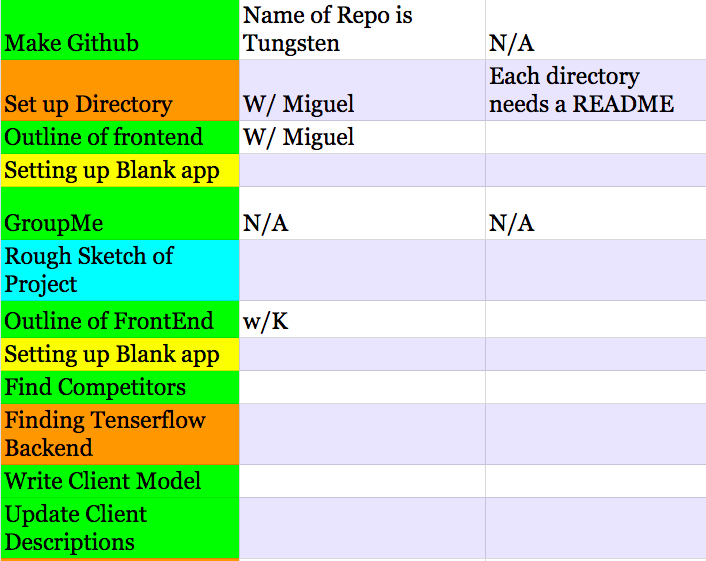 Name of Repo is
Make Github Tungsten N/A
Each directory
Set up Directory W/ Miguel needs a README
Outline of frontend W/ Miguel
Setting up Blank app
GroupMe N/A N/A
Rough Sketch of
Project
Outline of FrontEnd w/K
Setting up Blank app
Find Competitors
Finding Tenserflow
Backend
Write Client Model
Update Client
Descriptions